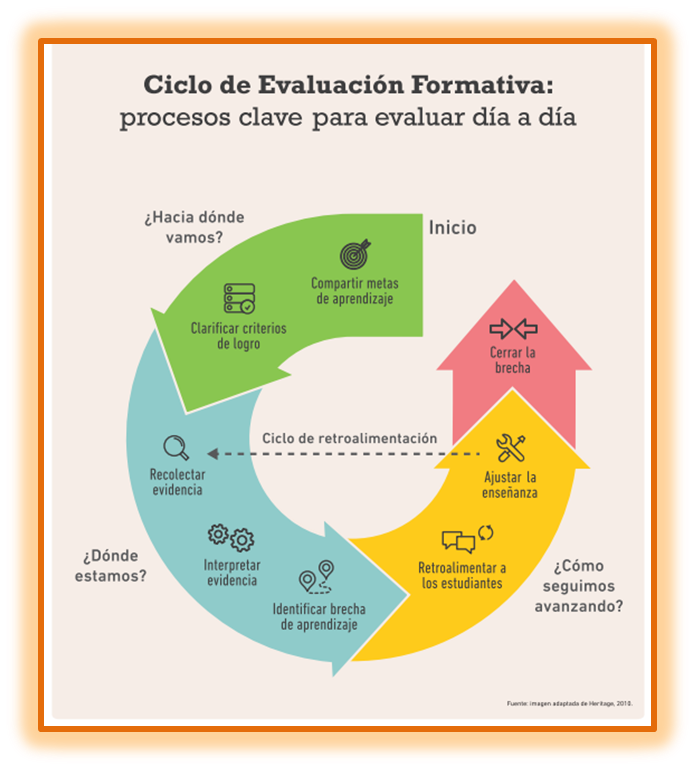 Ciclo de Evaluación Formativa:
procesos clave para evaluar día a día
¿Hacia dónde
vamos?
Inicio
Compartir metas
de aprendizaje
Clarificar criterios
de logro
Cerrar la
brecha
Ciclo de retroalimentación
Recolectar
evidencia
Ajustar la
enseñanza
Interpretar
evidencia
Retroalimentar a
los estudiantes
¿Dónde
estamos?
¿Cómo
seguimos
avanzando?
Identificar brecha
de aprendizaje
Fuente: imagen adaptada de Heritage, 2010.